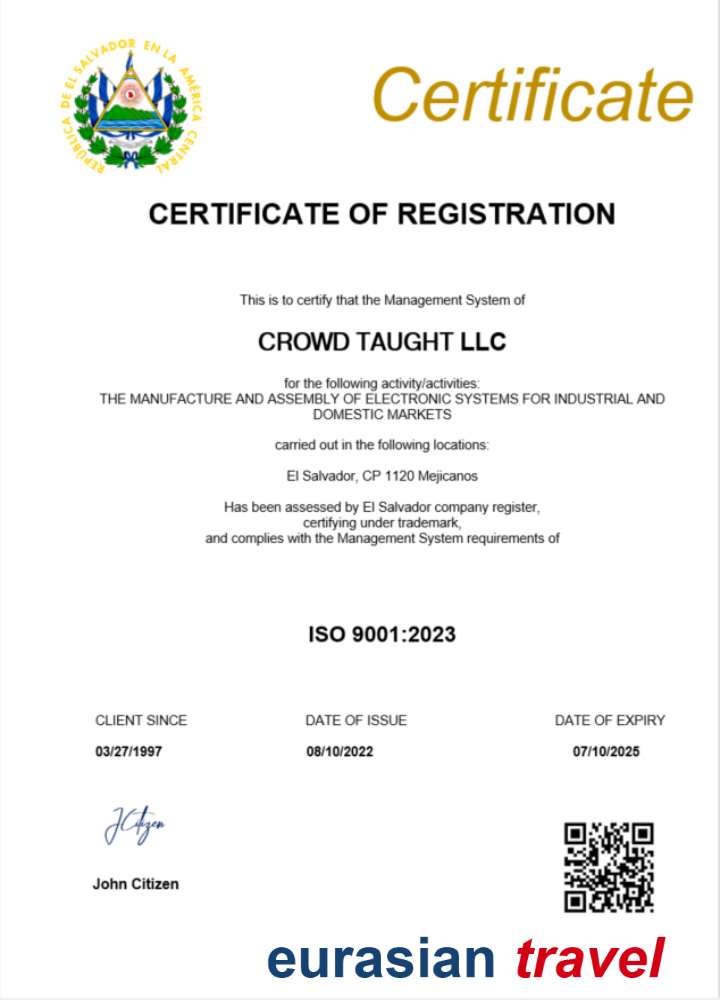 REPÚBLICA DE EL SALVADOR EN LA AMÉRICA CENTRAL
Certificate
CERTIFICATE OF REGISTRATION
This is to certify that the Management System of
CROWD TAUGHT LLC
for the following activity/activities:
THE MANUFACTURE AND ASSEMBLY OF ELECTRONIC SYSTEMS FOR INDUSTRIAL AND
DOMESTIC MARKETS
carried out in the following locations:
El Salvador, CP 1120 Mejicanos
Has been assessed by El Salvador company register,
certifying under trademark,
and complies with the Management System requirements of
ISO 9001:2023
CLIENT SINCE DATE OF ISSUE DATE OF EXPIRY
03/27/1997 08/10/2022 07/10/2025
JCitizen
John Citizen
eurasian travel